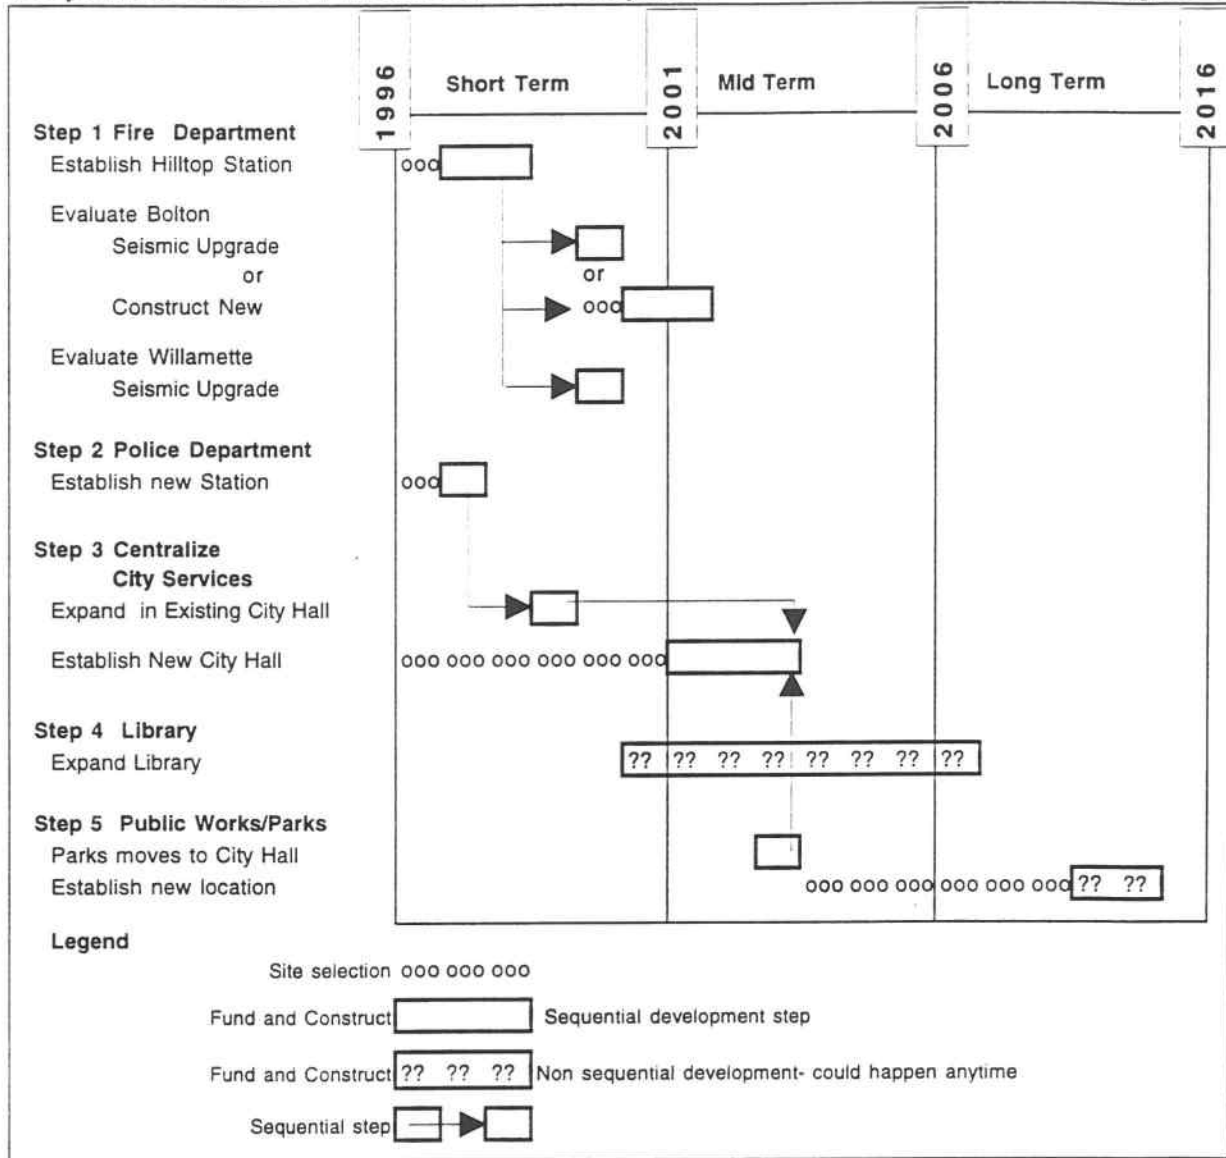 1996
Short Term
2001
Mid Term
2006
Long Term
2016
Step 1 Fire Department
Establish Hilltop Station
ooo
Evaluate Bolton
Seismic Upgrade
or
or
Construct New
ooo
Evaluate Willamette
Seismic Upgrade
Step 2 Police Department
Establish new Station
ooo
Step 3 Centralize
City Services
Expand in Existing City Hall
Establish New City Hall
ooo ooo ooo ooo ooo ooo
Step 4 Library
Expand Library
?? ?? ?? ?? ?? ?? ?? ??
Step 5 Public Works/Parks
Parks moves to City Hall
Establish new location
ooo ooo ooo ooo ooo ooo ?? ??
Legend
Site selection ooo ooo ooo
Fund and Construct Sequential development step
Fund and Construct ?? ?? ?? Non sequential development- could happen anytime
Sequential step